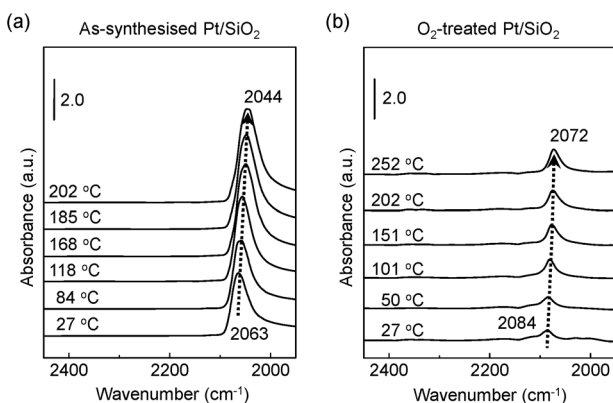 (a) As-synthesised Pt/SiO₂
2.0
2044
202 °C
185 °C
168 °C
118 °C
84 °C
27 °C
2063
Absorbance (a.u.)
2400 2200 2000
Wavenumber (cm⁻¹)
(b) O₂-treated Pt/SiO₂
2.0
2072
252 °C
202 °C
151 °C
101 °C
50 °C
2084
27 °C
Absorbance (a.u.)
2400 2200 2000
Wavenumber (cm⁻¹)